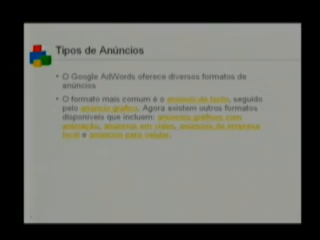 Tipos de Anúncios
• O Google AdWords oferece diversos formatos de
anúncios
• O formato mais comum é o anúncio de texto, seguido
pelo anúncio gráfico. Agora existem outros formatos
disponíveis que incluem: anúncios gráficos com
animação, anúncios em vídeo, anúncios de empresa
local e anúncios para celular.